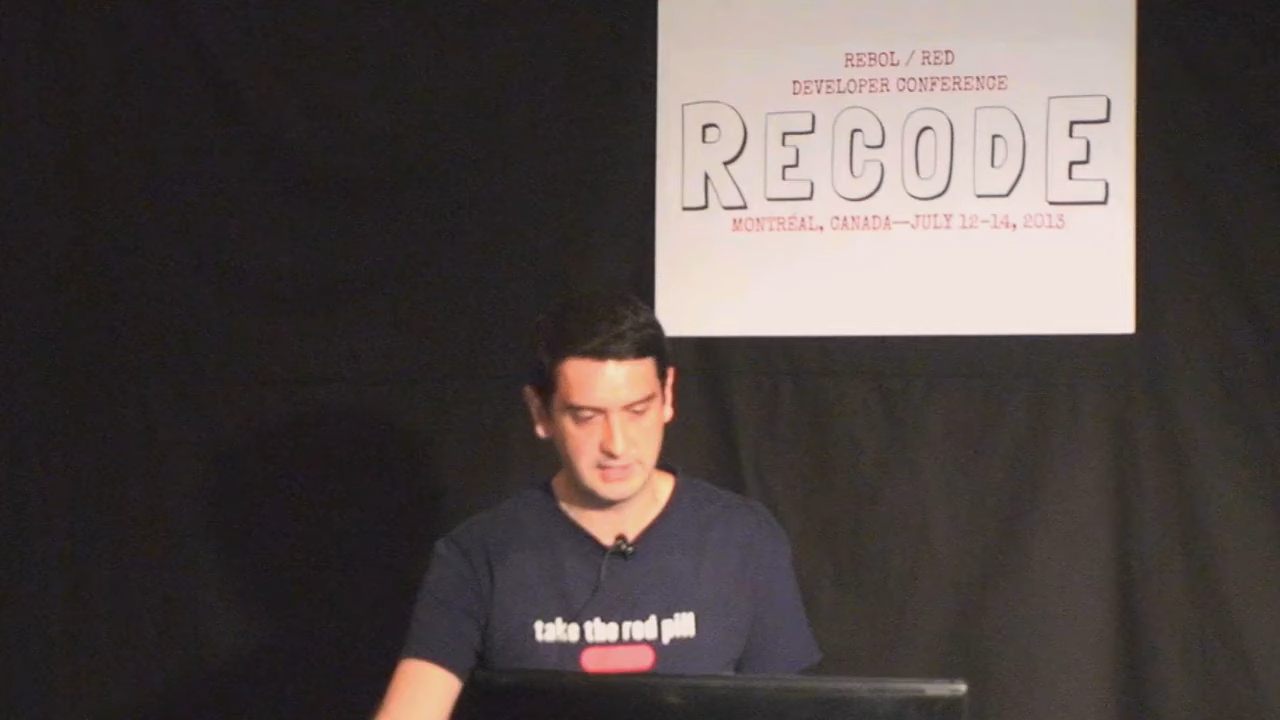 REBOL / RED
DEVELOPER CONFERENCE
RECODE
MONTRÉAL, CANADA—JULY 12-14, 2013
take the red pill